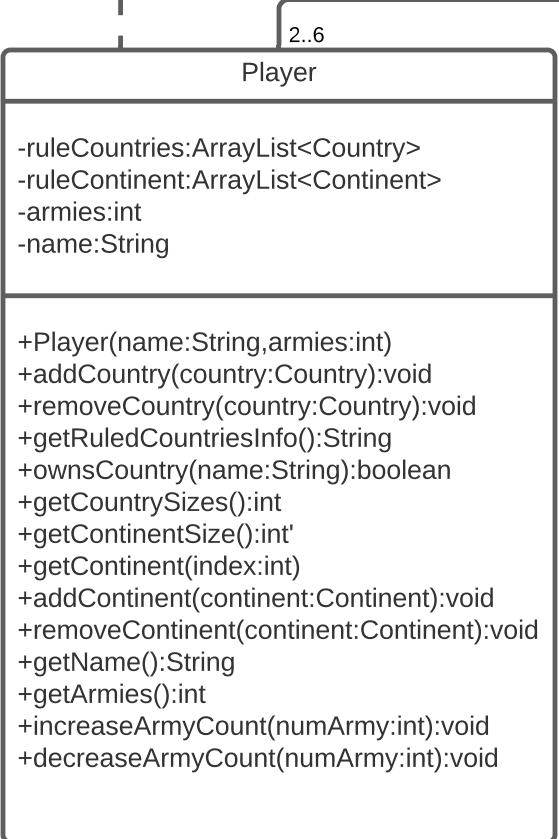 2..6
Player
-ruleCountries:ArrayList<Country>
-ruleContinent:ArrayList<Continent>
-armies:int
-name:String
+Player(name:String,armies:int)
+addCountry(country:Country):void
+removeCountry(country:Country):void
+getRuledCountriesInfo():String
+ownsCountry(name:String):boolean
+getCountrySizes():int
+getContinentSize():int'
+getContinent(index:int)
+addContinent(continent:Continent):void
+removeContinent(continent:Continent):void
+getName():String
+getArmies():int
+increaseArmyCount(numArmy:int):void
+decreaseArmyCount(numArmy:int):void